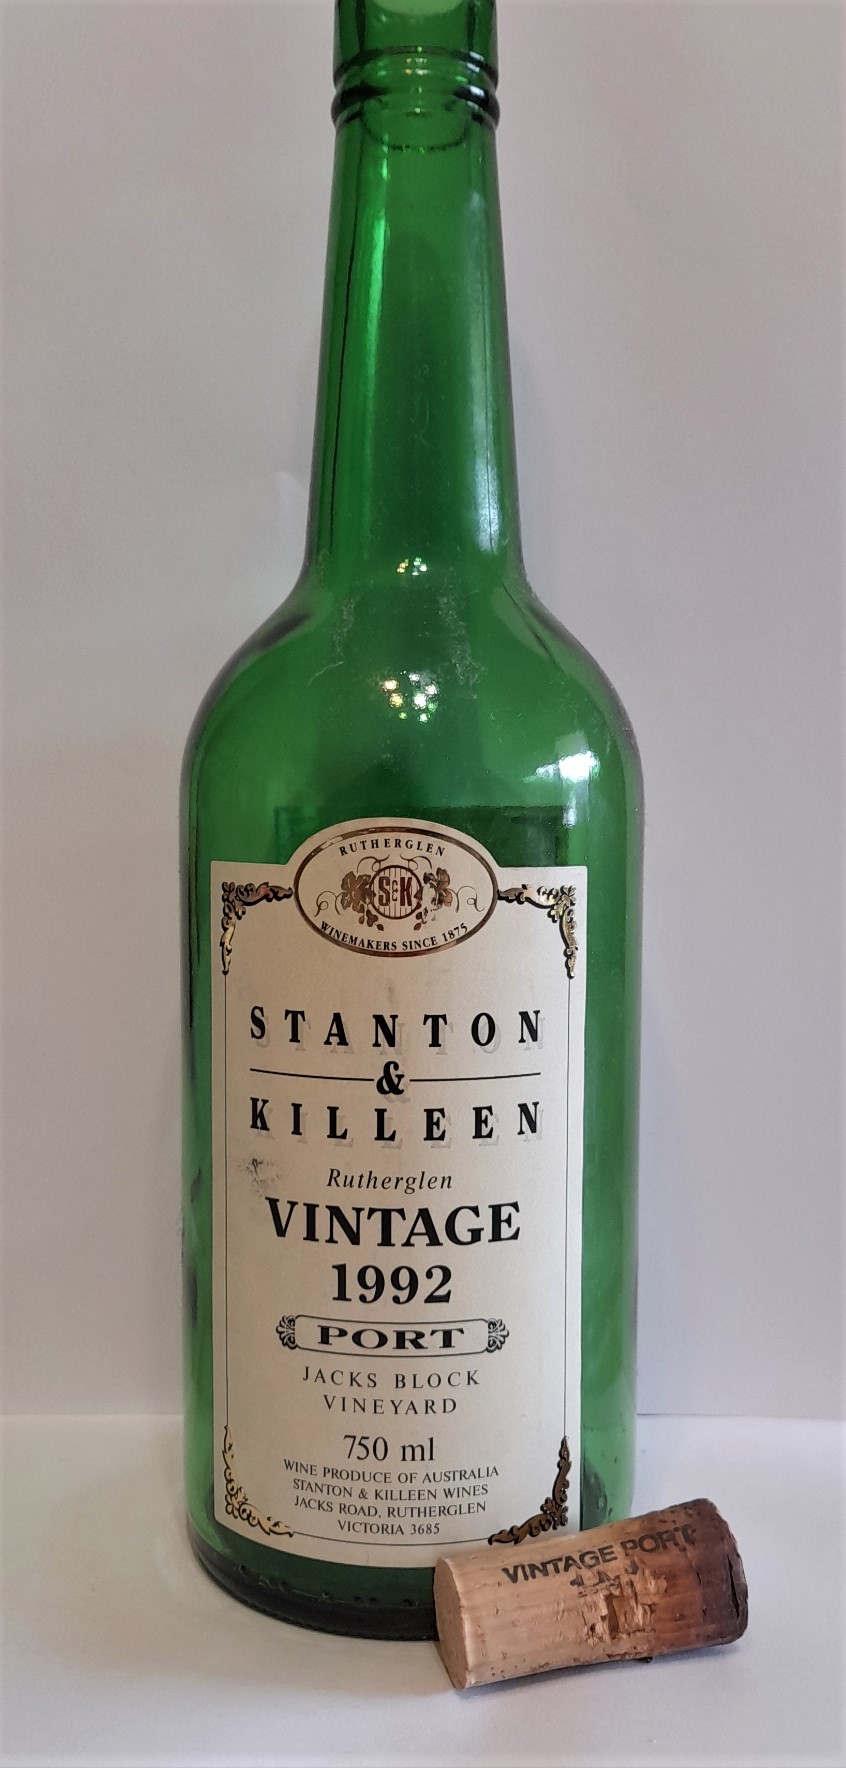 RUTHERGLEN
S&K
WINEMAKERS SINCE 1875
STANTON
&
KILLEEN
Rutherglen
VINTAGE
1992
PORT
JACKS BLOCK
VINEYARD
750 ml
WINE PRODUCE OF AUSTRALIA
STANTON & KILLEEN WINES
JACKS ROAD, RUTHERGLEN
VICTORIA 3685
VINTAGE PORT